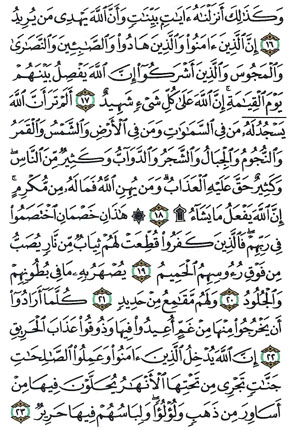 وَكَذَٰلِكَ أَنزَلْنَٰهُ ءَايَٰتٍۭ بَيِّنَٰتٍ وَأَنَّ ٱللَّهَ يَهْدِى مَن يُرِيدُ
١٦ إِنَّ ٱلَّذِينَ ءَامَنُوا۟ وَٱلَّذِينَ هَادُوا۟ وَٱلصَّٰبِـِٔينَ وَٱلنَّصَٰرَىٰ
وَٱلْمَجُوسَ وَٱلَّذِينَ أَشْرَكُوٓا۟ إِنَّ ٱللَّهَ يَفْصِلُ بَيْنَهُمْ
يَوْمَ ٱلْقِيَٰمَةِ ۚ إِنَّ ٱللَّهَ عَلَىٰ كُلِّ شَىْءٍ شَهِيدٌ ١٧ أَلَمْ تَرَ أَنَّ ٱللَّهَ
يَسْجُدُ لَهُۥ مَن فِى ٱلسَّمَٰوَٰتِ وَمَن فِى ٱلْأَرْضِ وَٱلشَّمْسُ وَٱلْقَمَرُ
وَٱلنُّجُومُ وَٱلْجِبَالُ وَٱلشَّجَرُ وَٱلدَّوَآبُّ وَكَثِيرٌ مِّنَ ٱلنَّاسِ ۖ
وَكَثِيرٌ حَقَّ عَلَيْهِ ٱلْعَذَابُ ۗ وَمَن يُهِنِ ٱللَّهُ فَمَا لَهُۥ مِن مُّكْرِمٍ ۚ
إِنَّ ٱللَّهَ يَفْعَلُ مَا يَشَآءُ ۩ ١٨ ۞ هَٰذَانِ خَصْمَانِ ٱخْتَصَمُوا۟
فِى رَبِّهِمْ ۖ فَٱلَّذِينَ كَفَرُوا۟ قُطِّعَتْ لَهُمْ ثِيَابٌ مِّن نَّارٍ يُصَبُّ
مِن فَوْقِ رُءُوسِهِمُ ٱلْحَمِيمُ ١٩ يُصْهَرُ بِهِۦ مَا فِى بُطُونِهِمْ
وَٱلْجُلُودُ ٢٠ وَلَهُم مَّقَٰمِعُ مِنْ حَدِيدٍ ٢١ كُلَّمَآ أَرَادُوٓا۟
أَن يَخْرُجُوا۟ مِنْهَا مِنْ غَمٍّ أُعِيدُوا۟ فِيهَا وَذُوقُوا۟ عَذَابَ ٱلْحَرِيقِ
٢٢ إِنَّ ٱللَّهَ يُدْخِلُ ٱلَّذِينَ ءَامَنُوا۟ وَعَمِلُوا۟ ٱلصَّٰلِحَٰتِ
جَنَّٰتٍ تَجْرِى مِن تَحْتِهَا ٱلْأَنْهَٰرُ يُحَلَّوْنَ فِيهَا مِنْ
أَسَاوِرَ مِن ذَهَبٍ وَلُؤْلُؤًا ۖ وَلِبَاسُهُمْ فِيهَا حَرِيرٌ ٢٣